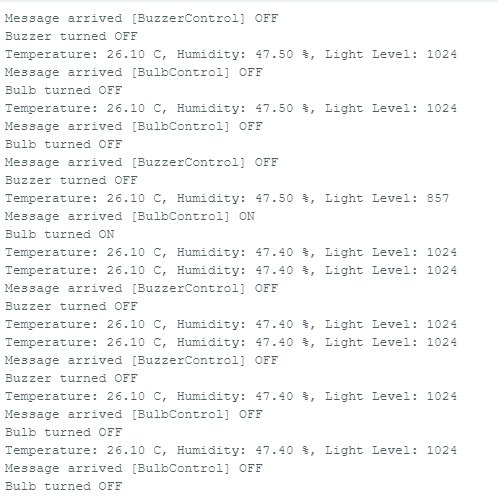 Message arrived [BuzzerControl] OFF
Buzzer turned OFF
Temperature: 26.10 C, Humidity: 47.50 %, Light Level: 1024
Message arrived [BulbControl] OFF
Bulb turned OFF
Temperature: 26.10 C, Humidity: 47.50 %, Light Level: 1024
Message arrived [BulbControl] OFF
Bulb turned OFF
Message arrived [BuzzerControl] OFF
Buzzer turned OFF
Temperature: 26.10 C, Humidity: 47.50 %, Light Level: 857
Message arrived [BulbControl] ON
Bulb turned ON
Temperature: 26.10 C, Humidity: 47.40 %, Light Level: 1024
Temperature: 26.10 C, Humidity: 47.40 %, Light Level: 1024
Message arrived [BuzzerControl] OFF
Buzzer turned OFF
Temperature: 26.10 C, Humidity: 47.40 %, Light Level: 1024
Temperature: 26.10 C, Humidity: 47.40 %, Light Level: 1024
Message arrived [BuzzerControl] OFF
Buzzer turned OFF
Temperature: 26.10 C, Humidity: 47.40 %, Light Level: 1024
Message arrived [BulbControl] OFF
Bulb turned OFF
Temperature: 26.10 C, Humidity: 47.40 %, Light Level: 1024
Message arrived [BulbControl] OFF
Bulb turned OFF